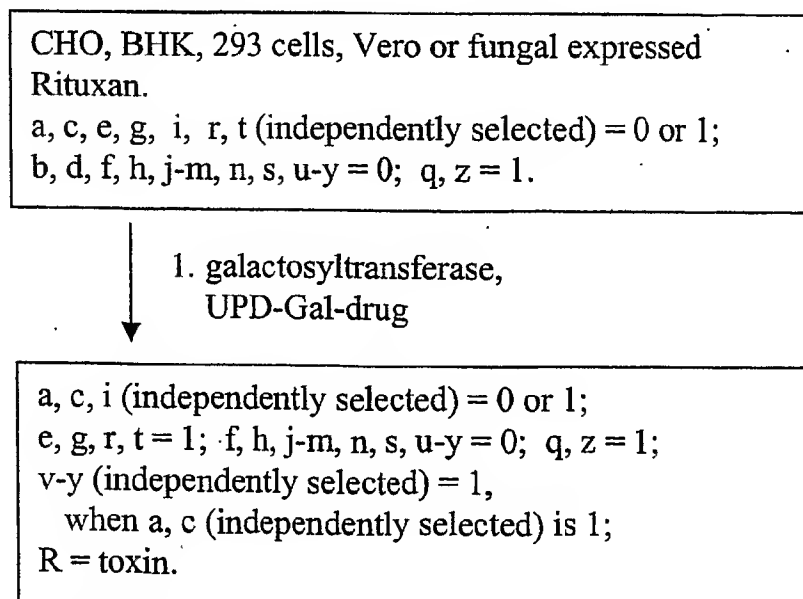 CHO, BHK, 293 cells, Vero or fungal expressed
Rituxan.
a, c, e, g, i, r, t (independently selected) = 0 or 1;
b, d, f, h, j-m, n, s, u-y = 0; q, z = 1.
1. galactosyltransferase,
UPD-Gal-drug
a, c, i (independently selected) = 0 or 1;
e, g, r, t = 1; f, h, j-m, n, s, u-y = 0; q, z = 1;
v-y (independently selected) = 1,
when a, c (independently selected) is 1;
R = toxin.